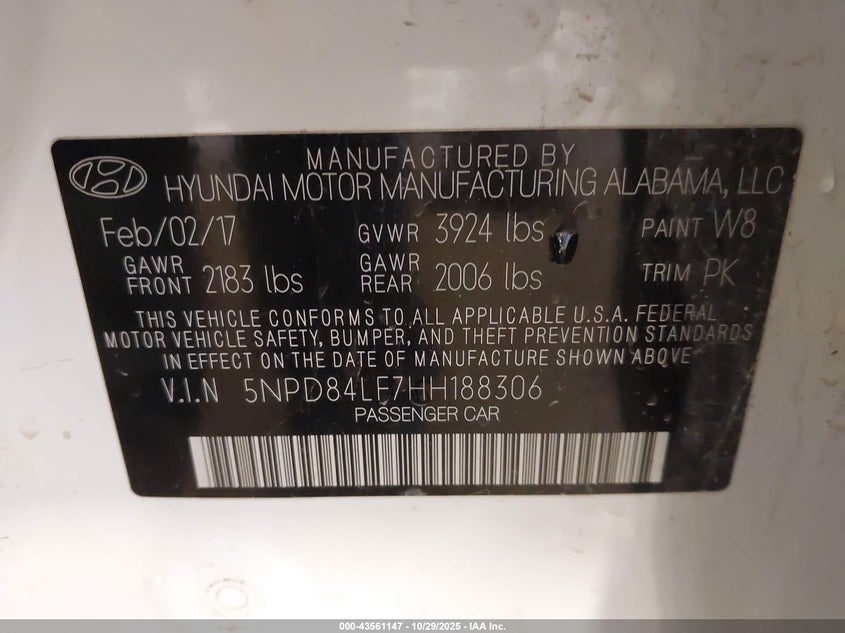 MANUFACTURED BY
HYUNDAI MOTOR MANUFACTURING ALABAMA, LLC
Feb/02/17 GVWR 3924 lbs PAINT W8
GAWR FRONT 2183 lbs GAWR REAR 2006 lbs TRIM PK
THIS VEHICLE CONFORMS TO ALL APPLICABLE U.S.A. FEDERAL
MOTOR VEHICLE SAFETY, BUMPER, AND THEFT PREVENTION STANDARDS
IN EFFECT ON THE DATE OF MANUFACTURE SHOWN ABOVE
V.I.N 5NPD84LF7HH188306
PASSENGER CAR
000-43561147 - 10/29/2025 - IAA Inc.